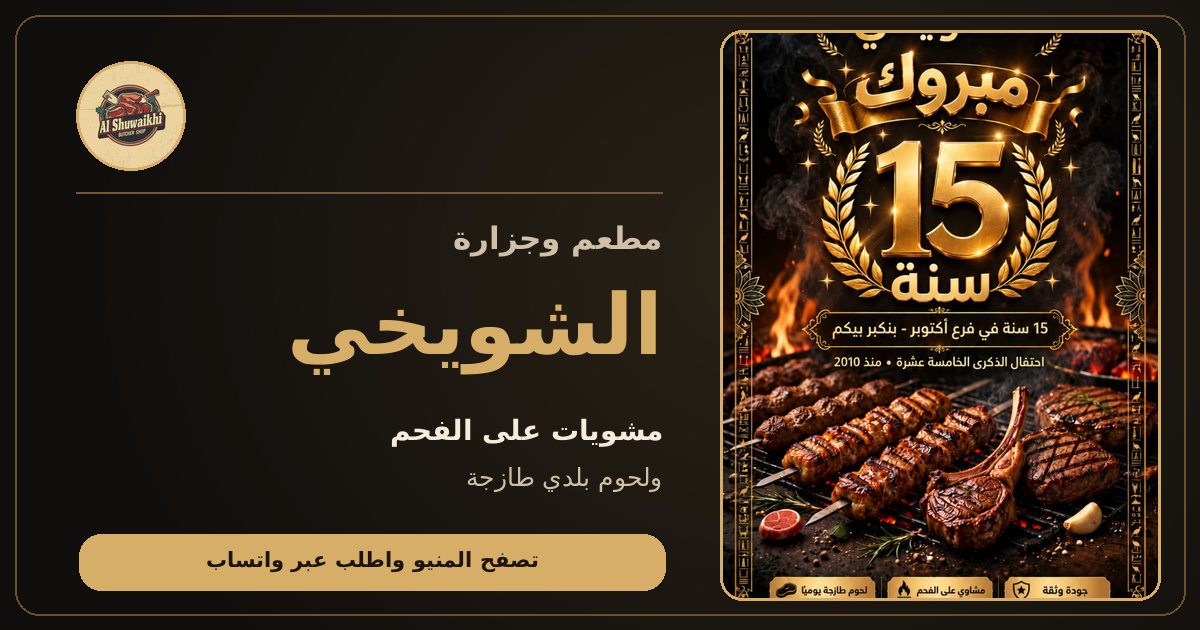 Al Shuwaikhi
BUTCHER SHOP
مطعم وجزارة
الشويخي
مشويات على الفحم
ولحوم بلدي طازجة
تصفح المنيو واطلب عبر واتساب
مبروك
15
سنة
15 سنة في فرع أكتوبر - بنكبر بيكم
احتفال الذكرى الخامسة عشرة • منذ 2010
جودة وثقة
مشاوي على الفحم
لحوم طازجة يوميًا